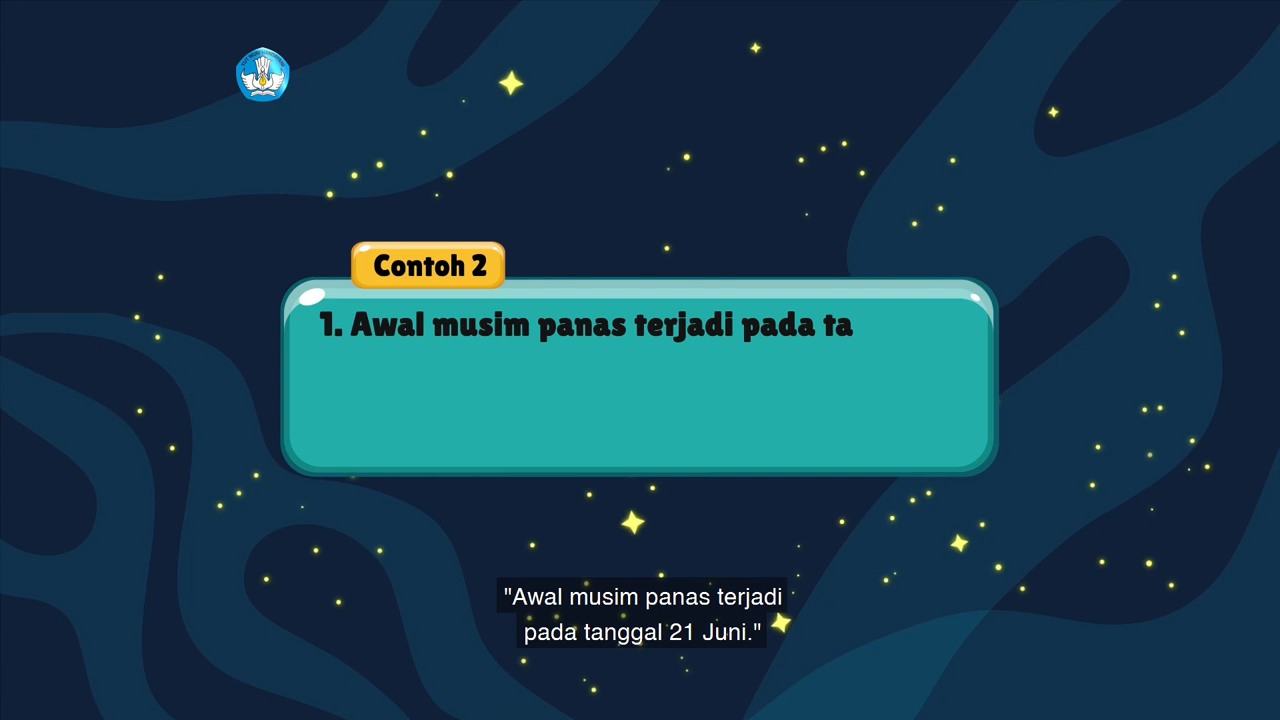 Contoh 2
1. Awal musim panas terjadi pada ta
"Awal musim panas terjadi
pada tanggal 21 Juni."